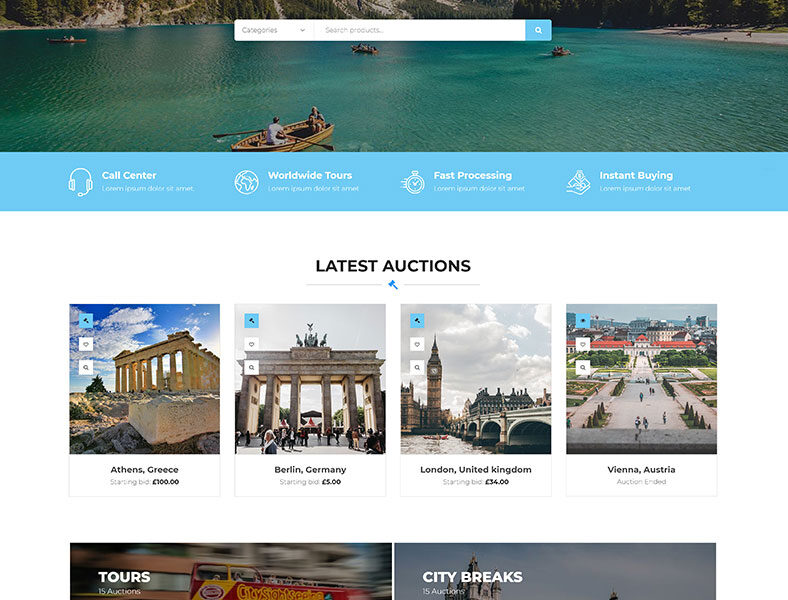 Categories
Search products...
Call Center
Lorem ipsum dolor sit amet.
Worldwide Tours
Lorem ipsum dolor sit amet
Fast Processing
Lorem ipsum dolor sit amet
Instant Buying
Lorem ipsum dolor sit amet
LATEST AUCTIONS
Athens, Greece
Starting bid: £100.00
Berlin, Germany
Starting bid: £5.00
London, United kingdom
Starting bid: £34.00
Vienna, Austria
Auction Ended
TOURS
15 Auctions
Citysightseeing
CITY BREAKS
15 Auctions